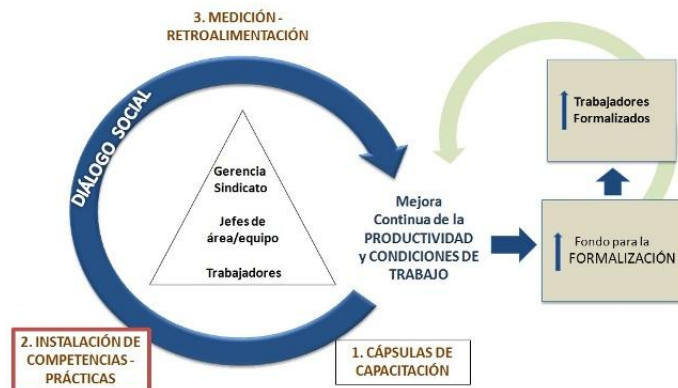 3. MEDICIÓN -
RETROALIMENTACIÓN
DIÁLOGO SOCIAL
Gerencia
Sindicato
Jefes de
área/equipo
Trabajadores
Mejora
Continua de la
PRODUCTIVIDAD
y CONDICIONES DE
TRABAJO
Trabajadores
Formalizados
Fondo para la
FORMALIZACIÓN
2. INSTALACIÓN DE
COMPETENCIAS -
PRÁCTICAS
1. CÁPSULAS DE
CAPACITACIÓN